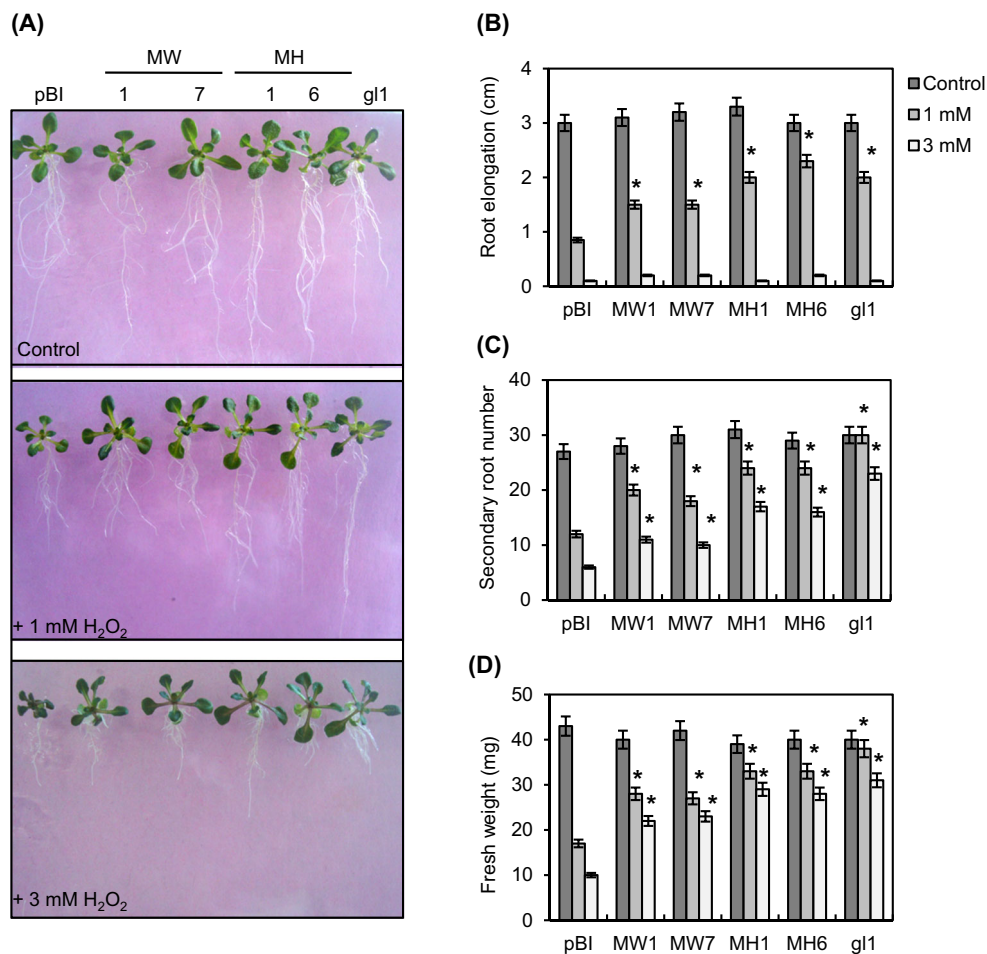 (A)
MW MH
pBI 1 7 1 6 gl1
Control
+ 1 mM H₂O₂
+ 3 mM H₂O₂
(B)
Root elongation (cm)
4
3
2
1
0
* * * * *
pBI MW1 MW7 MH1 MH6 gl1
Control
1 mM
3 mM
(C)
Secondary root number
40
30
20
10
0
* * * * * * * * * *
pBI MW1 MW7 MH1 MH6 gl1
(D)
Fresh weight (mg)
50
40
30
20
10
0
* * * * * * * * * *
pBI MW1 MW7 MH1 MH6 gl1